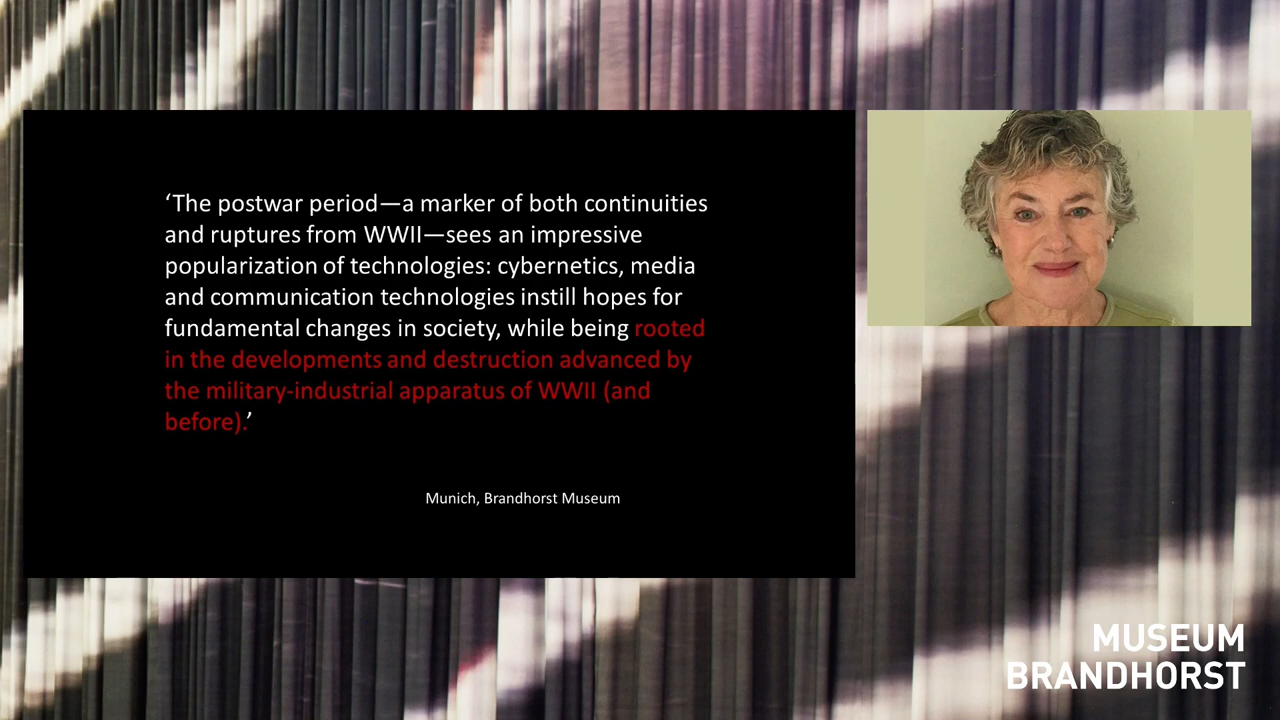 ‘The postwar period—a marker of both continuities
and ruptures from WWII—sees an impressive
popularization of technologies: cybernetics, media
and communication technologies instill hopes for
fundamental changes in society, while being rooted
in the developments and destruction advanced by
the military-industrial apparatus of WWII (and
before).’
Munich, Brandhorst Museum
MUSEUM
BRANDHORST